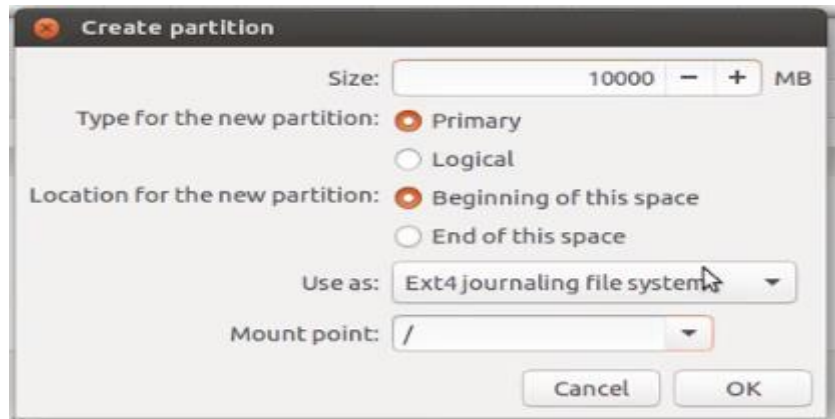 Create partition
Size: 10000 − + MB
Type for the new partition: Primary
Logical
Location for the new partition: Beginning of this space
End of this space
Use as: Ext4 journaling file system
Mount point: /
Cancel OK